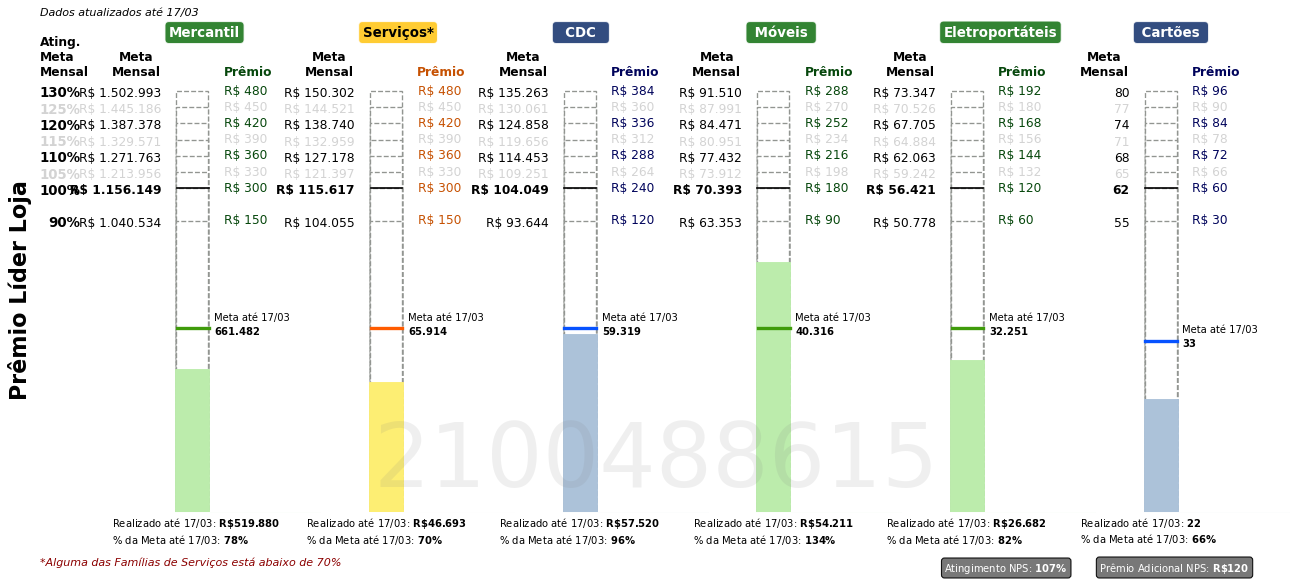 Dados atualizados até 17/03
Mercantil Serviços* CDC Móveis Eletroportáteis Cartões
Ating. Meta Mensal
Meta Mensal Prêmio Meta Mensal Prêmio Meta Mensal Prêmio Meta Mensal Prêmio Meta Mensal Prêmio Meta Mensal Prêmio
130% R$ 1.502.993 R$ 480 R$ 150.302 R$ 480 R$ 135.263 R$ 384 R$ 91.510 R$ 288 R$ 73.347 R$ 192 80 R$ 96
125% R$ 1.445.186 R$ 450 R$ 144.521 R$ 450 R$ 130.061 R$ 360 R$ 87.991 R$ 270 R$ 70.526 R$ 180 77 R$ 90
120% R$ 1.387.378 R$ 420 R$ 138.740 R$ 420 R$ 124.858 R$ 336 R$ 84.471 R$ 252 R$ 67.705 R$ 168 74 R$ 84
115% R$ 1.329.571 R$ 390 R$ 132.959 R$ 390 R$ 119.656 R$ 312 R$ 80.951 R$ 234 R$ 64.884 R$ 156 71 R$ 78
110% R$ 1.271.763 R$ 360 R$ 127.178 R$ 360 R$ 114.453 R$ 288 R$ 77.432 R$ 216 R$ 62.063 R$ 144 68 R$ 72
105% R$ 1.213.956 R$ 330 R$ 121.397 R$ 330 R$ 109.251 R$ 264 R$ 73.912 R$ 198 R$ 59.242 R$ 132 65 R$ 66
100% R$ 1.156.149 R$ 300 R$ 115.617 R$ 300 R$ 104.049 R$ 240 R$ 70.393 R$ 180 R$ 56.421 R$ 120 62 R$ 60
90% R$ 1.040.534 R$ 150 R$ 104.055 R$ 150 R$ 93.644 R$ 120 R$ 63.353 R$ 90 R$ 50.778 R$ 60 55 R$ 30
Prêmio Líder Loja
Meta até 17/03 Meta até 17/03 Meta até 17/03 Meta até 17/03 Meta até 17/03 Meta até 17/03
661.482 65.914 59.319 40.316 32.251 33
2100488615
Realizado até 17/03: R$519.880 Realizado até 17/03: R$46.693 Realizado até 17/03: R$57.520 Realizado até 17/03: R$54.211 Realizado até 17/03: R$26.682 Realizado até 17/03: 22
% da Meta até 17/03: 78% % da Meta até 17/03: 70% % da Meta até 17/03: 96% % da Meta até 17/03: 134% % da Meta até 17/03: 82% % da Meta até 17/03: 66%
*Alguma das Famílias de Serviços está abaixo de 70%
Atingimento NPS: 107% Prêmio Adicional NPS: R$120